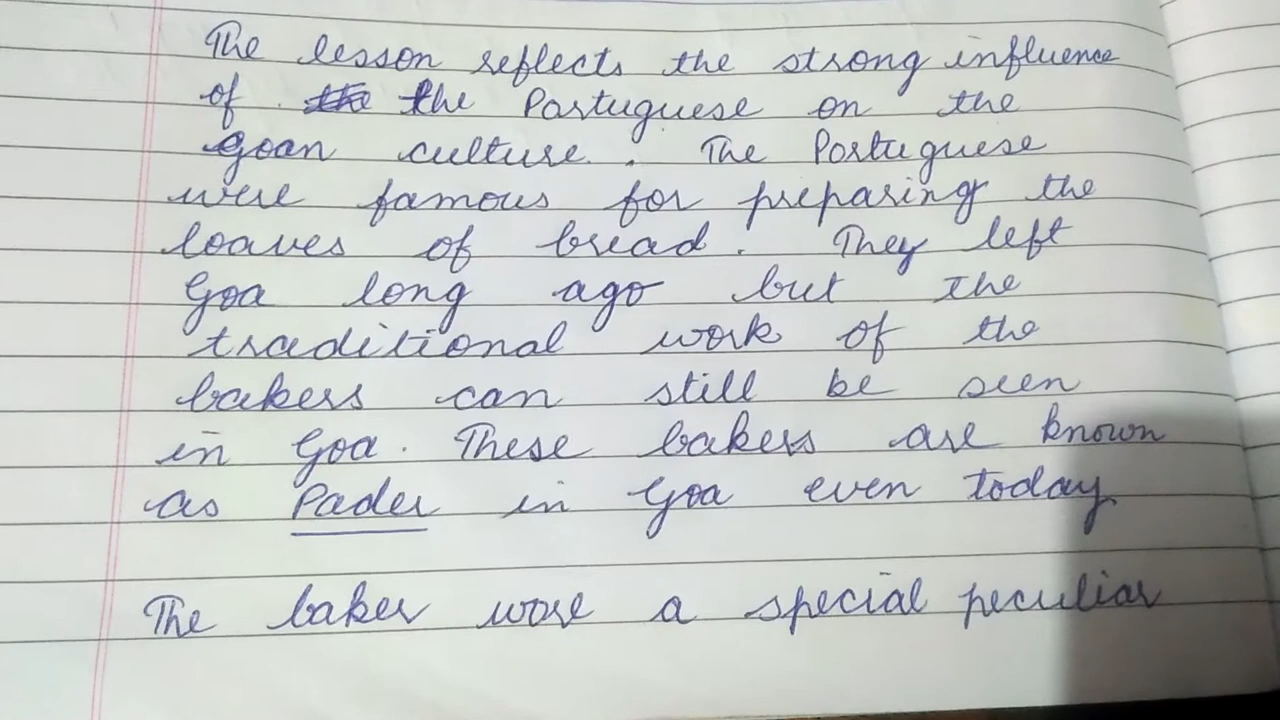 The lesson reflects the strong influence
of the the Portuguese on the
Goan culture. The Portuguese
were famous for preparing the
loaves of bread. They left
Goa long ago but the
traditional work of the
bakers can still be seen
in Goa. These bakers are known
as Pader in Goa even today
The baker wore a special peculiar